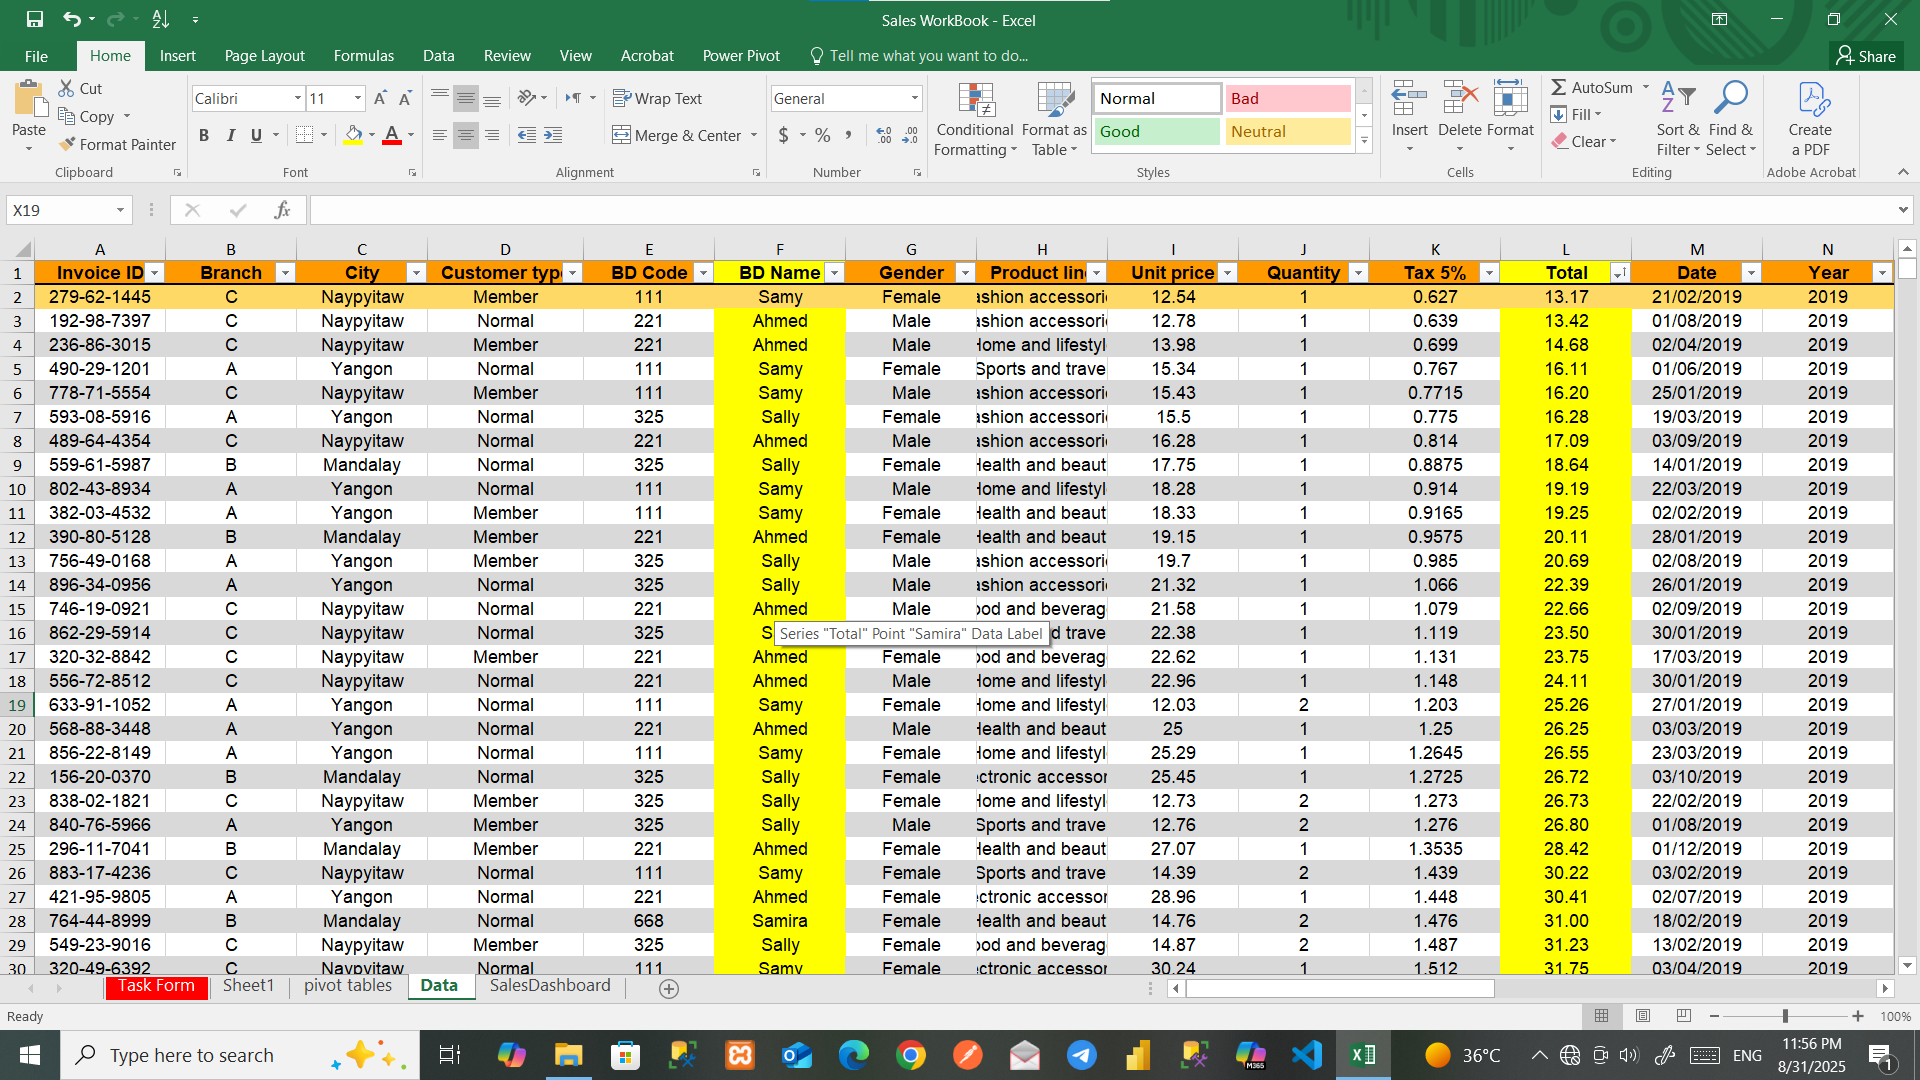 Sales WorkBook - Excel
File Home Insert Page Layout Formulas Data Review View Acrobat Power Pivot Tell me what you want to do... Share
Paste Cut Copy Format Painter Clipboard
Calibri 11 B I U A A Font
Wrap Text Merge & Center Alignment
General $ % Number
Conditional Formatting Format as Table Normal Bad Good Neutral Styles
Insert Delete Format Cells
AutoSum Fill Clear Sort & Filter Find & Select Editing
Create a PDF Adobe Acrobat
X19 fx
A B C D E F G H I J K L M N
1 Invoice ID Branch City Customer typ BD Code BD Name Gender Product lin Unit price Quantity Tax 5% Total Date Year
2 279-62-1445 C Naypyitaw Member 111 Samy Female ashion accessori 12.54 1 0.627 13.17 21/02/2019 2019
3 192-98-7397 C Naypyitaw Normal 221 Ahmed Male ashion accessori 12.78 1 0.639 13.42 01/08/2019 2019
4 236-86-3015 C Naypyitaw Member 221 Ahmed Male Home and lifestyl 13.98 1 0.699 14.68 02/04/2019 2019
5 490-29-1201 A Yangon Normal 111 Samy Female Sports and trave 15.34 1 0.767 16.11 01/06/2019 2019
6 778-71-5554 C Naypyitaw Member 111 Samy Male ashion accessori 15.43 1 0.7715 16.20 25/01/2019 2019
7 593-08-5916 A Yangon Normal 325 Sally Female ashion accessori 15.5 1 0.775 16.28 19/03/2019 2019
8 489-64-4354 C Naypyitaw Normal 221 Ahmed Male ashion accessori 16.28 1 0.814 17.09 03/09/2019 2019
9 559-61-5987 B Mandalay Normal 325 Sally Female Health and beaut 17.75 1 0.8875 18.64 14/01/2019 2019
10 802-43-8934 A Yangon Normal 111 Samy Male Home and lifestyl 18.28 1 0.914 19.19 22/03/2019 2019
11 382-03-4532 A Yangon Member 111 Samy Female Health and beaut 18.33 1 0.9165 19.25 02/02/2019 2019
12 390-80-5128 B Mandalay Member 221 Ahmed Female Health and beaut 19.15 1 0.9575 20.11 28/01/2019 2019
13 756-49-0168 A Yangon Member 325 Sally Male ashion accessori 19.7 1 0.985 20.69 02/08/2019 2019
14 896-34-0956 A Yangon Normal 325 Sally Male ashion accessori 21.32 1 1.066 22.39 26/01/2019 2019
15 746-19-0921 C Naypyitaw Normal 221 Ahmed Male ood and beverag 21.58 1 1.079 22.66 02/09/2019 2019
16 862-29-5914 C Naypyitaw Normal 325 S Series "Total" Point "Samira" Data Label d trave 22.38 1 1.119 23.50 30/01/2019 2019
17 320-32-8842 C Naypyitaw Member 221 Ahmed Female ood and beverag 22.62 1 1.131 23.75 17/03/2019 2019
18 556-72-8512 C Naypyitaw Normal 221 Ahmed Male Home and lifestyl 22.96 1 1.148 24.11 30/01/2019 2019
19 633-91-1052 A Yangon Normal 111 Samy Female Home and lifestyl 12.03 2 1.203 25.26 27/01/2019 2019
20 568-88-3448 A Yangon Normal 221 Ahmed Male Health and beaut 25 1 1.25 26.25 03/03/2019 2019
21 856-22-8149 A Yangon Normal 111 Samy Female Home and lifestyl 25.29 1 1.2645 26.55 23/03/2019 2019
22 156-20-0370 B Mandalay Normal 325 Sally Female ectronic accessor 25.45 1 1.2725 26.72 03/10/2019 2019
23 838-02-1821 C Naypyitaw Member 325 Sally Female Home and lifestyl 12.73 2 1.273 26.73 22/02/2019 2019
24 840-76-5966 A Yangon Member 325 Sally Male Sports and trave 12.76 2 1.276 26.80 01/08/2019 2019
25 296-11-7041 B Mandalay Member 221 Ahmed Female Health and beaut 27.07 1 1.3535 28.42 01/12/2019 2019
26 883-17-4236 C Naypyitaw Normal 111 Samy Female Sports and trave 14.39 2 1.439 30.22 03/02/2019 2019
27 421-95-9805 A Yangon Normal 221 Ahmed Female ectronic accessor 28.96 1 1.448 30.41 02/07/2019 2019
28 764-44-8999 B Mandalay Normal 668 Samira Female Health and beaut 14.76 2 1.476 31.00 18/02/2019 2019
29 549-23-9016 C Naypyitaw Member 325 Sally Female ood and beverag 14.87 2 1.487 31.23 13/02/2019 2019
30 320-49-6392 C Naypyitaw Normal 111 Samy Female ectronic accessor 30.24 1 1.512 31.75 03/04/2019 2019
Task Form Sheet1 pivot tables Data SalesDashboard
Ready 100%
Type here to search 36°C ENG 11:56 PM
8/31/2025 1